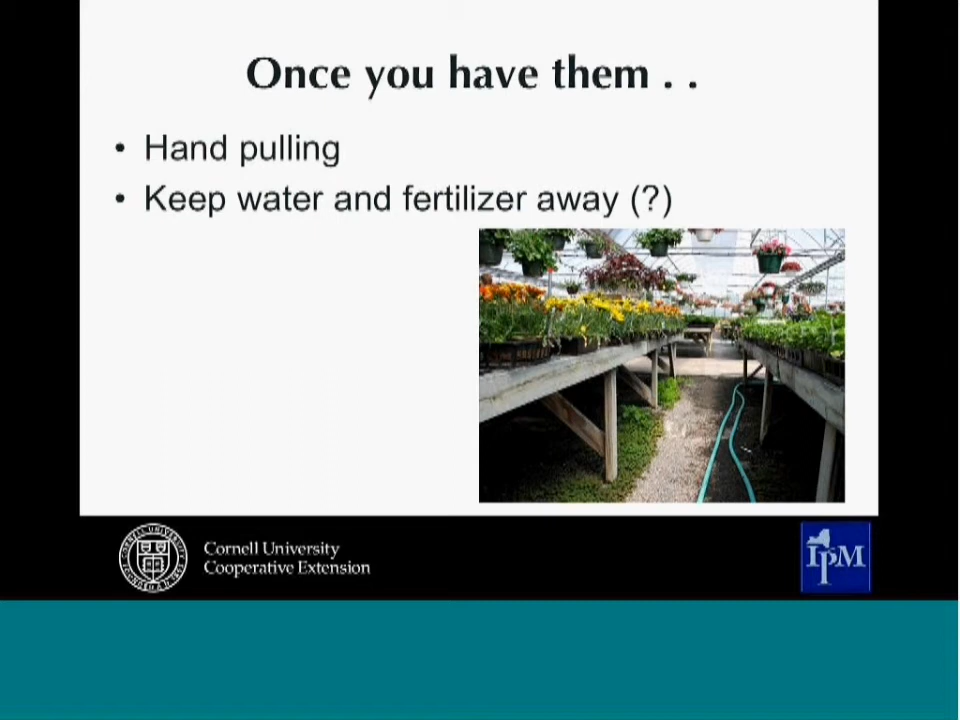 Once you have them . .
• Hand pulling
• Keep water and fertilizer away (?)
Cornell University
Cooperative Extension
IPM